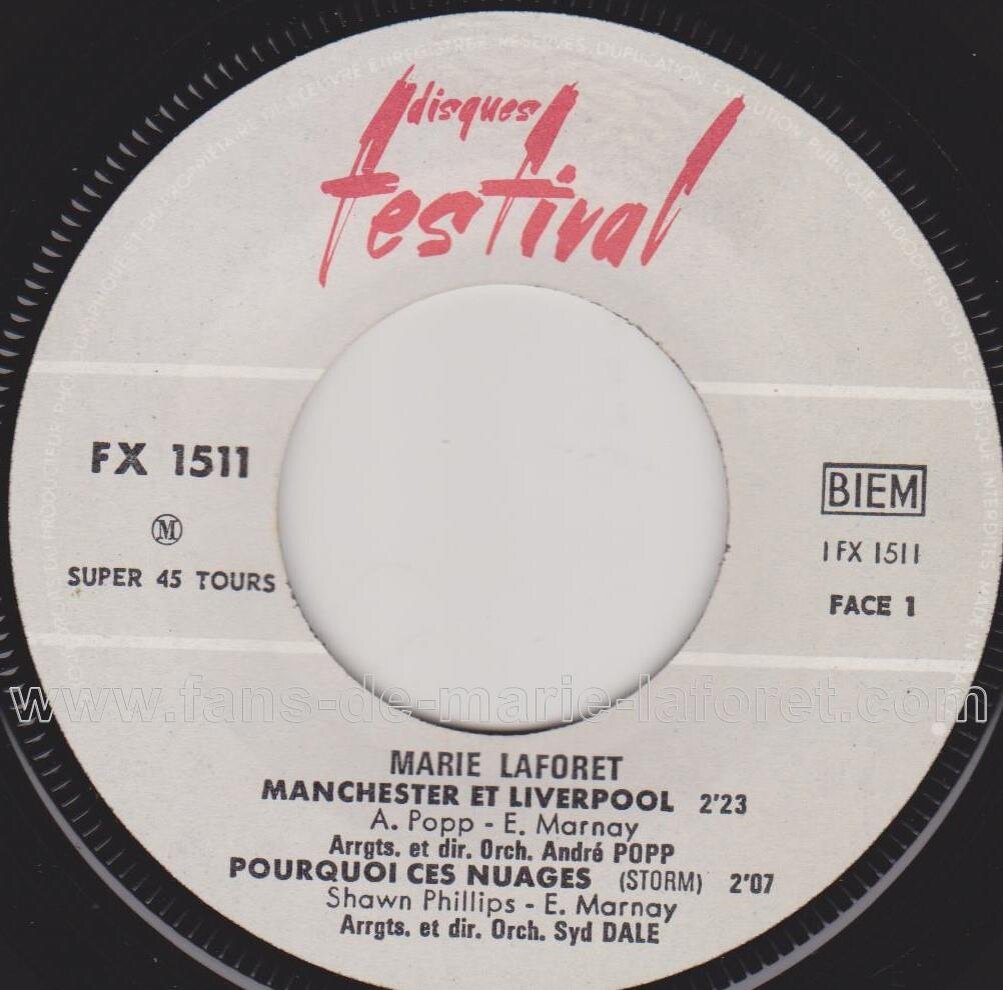 disques
festival
FX 1511
M
SUPER 45 TOURS
BIEM
1 FX 1511
FACE 1
www.fans-de-marie-laforet.com
MARIE LAFORET
MANCHESTER ET LIVERPOOL 2'23
A. Popp - E. Marnay
Arrgts. et dir. Orch. André POPP
POURQUOI CES NUAGES (STORM) 2'07
Shawn Phillips - E. Marnay
Arrgts. et dir. Orch. Syd DALE